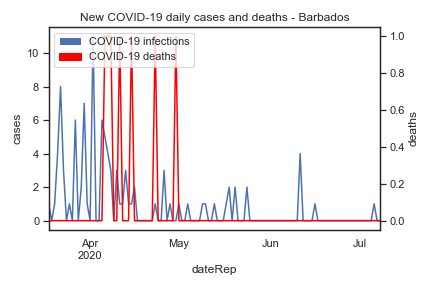 New COVID-19 daily cases and deaths - Barbados
COVID-19 infections
COVID-19 deaths
10
8
6
4
2
0
cases
1.0
0.8
0.6
0.4
0.2
0.0
deaths
Apr
2020
May
Jun
Jul
dateRep